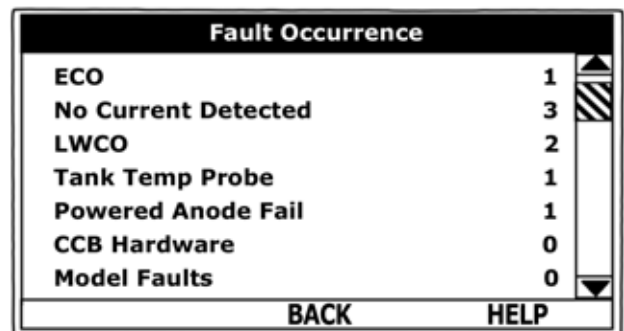 Fault Occurrence
ECO 1
No Current Detected 3
LWCO 2
Tank Temp Probe 1
Powered Anode Fail 1
CCB Hardware 0
Model Faults 0
BACK HELP